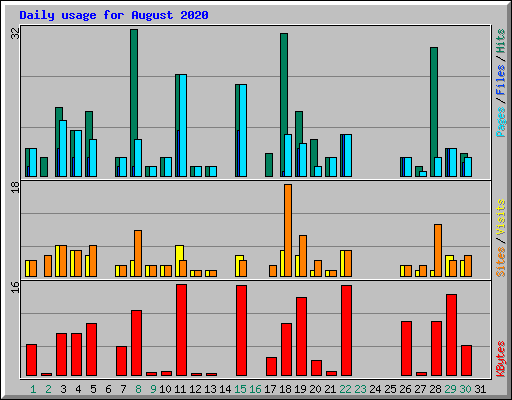 Daily usage for August 2020
32
Pages / Files / Hits
18
Sites / Visits
16
KBytes
1 2 3 4 5 6 7 8 9 10 11 12 13 14 15 16 17 18 19 20 21 22 23 24 25 26 27 28 29 30 31